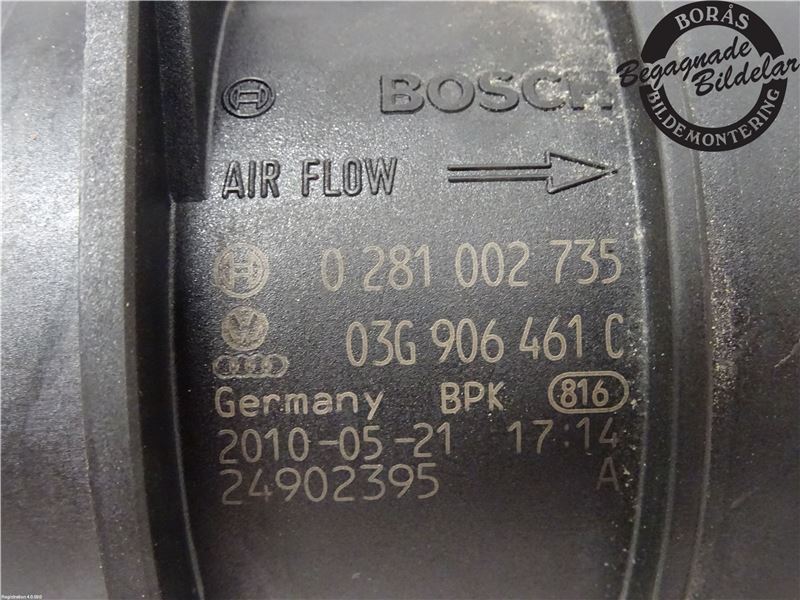 BORÅS
Begagnade
Bildelar
BILDEMONTERING
BOSCH
AIR FLOW
0 281 002 735
03G 906 461 C
Germany BPK 816
2010-05-21 17:14
24902395 A